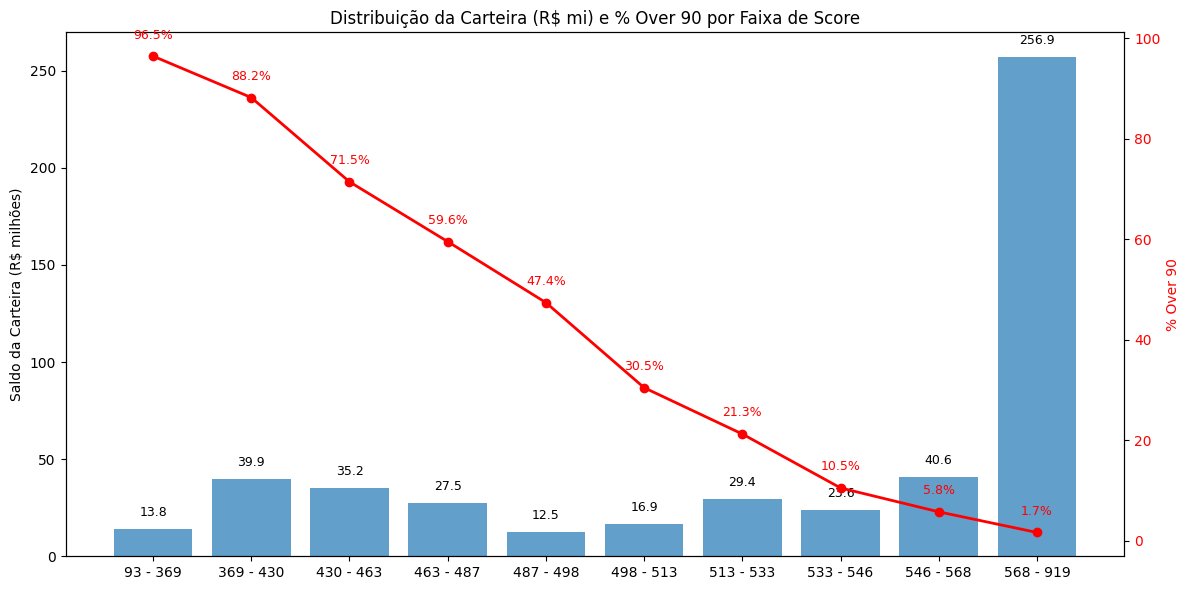 Distribuição da Carteira (R$ mi) e % Over 90 por Faixa de Score
Saldo da Carteira (R$ milhões)
250
200
150
100
50
0
96.5%
88.2%
71.5%
59.6%
47.4%
30.5%
21.3%
10.5%
5.8%
1.7%
13.8
39.9
35.2
27.5
12.5
16.9
29.4
23.6
40.6
256.9
93 - 369
369 - 430
430 - 463
463 - 487
487 - 498
498 - 513
513 - 533
533 - 546
546 - 568
568 - 919
100
80
60
40
20
0
% Over 90